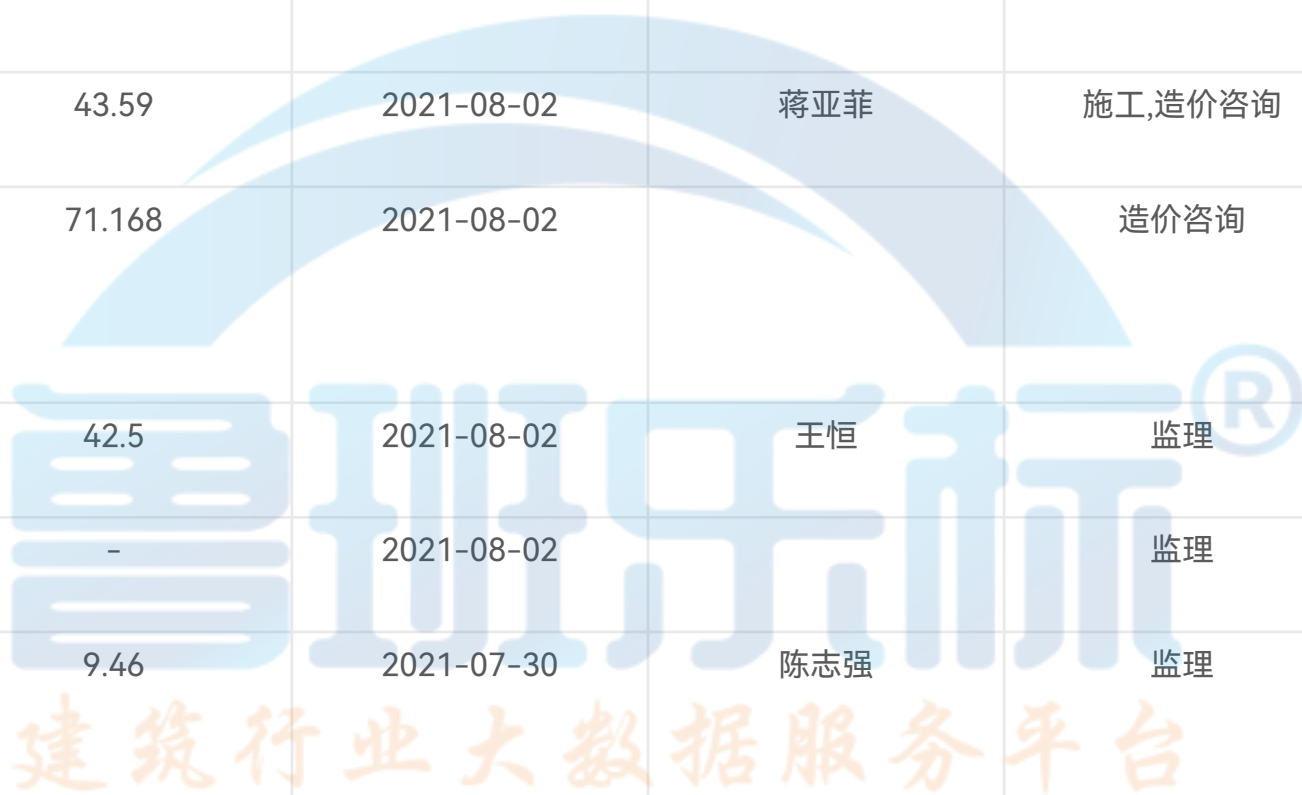 43.59 2021-08-02 蒋亚菲 施工,造价咨询
71.168 2021-08-02 造价咨询
42.5 2021-08-02 王恒 监理
- 2021-08-02 监理
9.46 2021-07-30 陈志强 监理
鲁班乐标®
建筑行业大数据服务平台